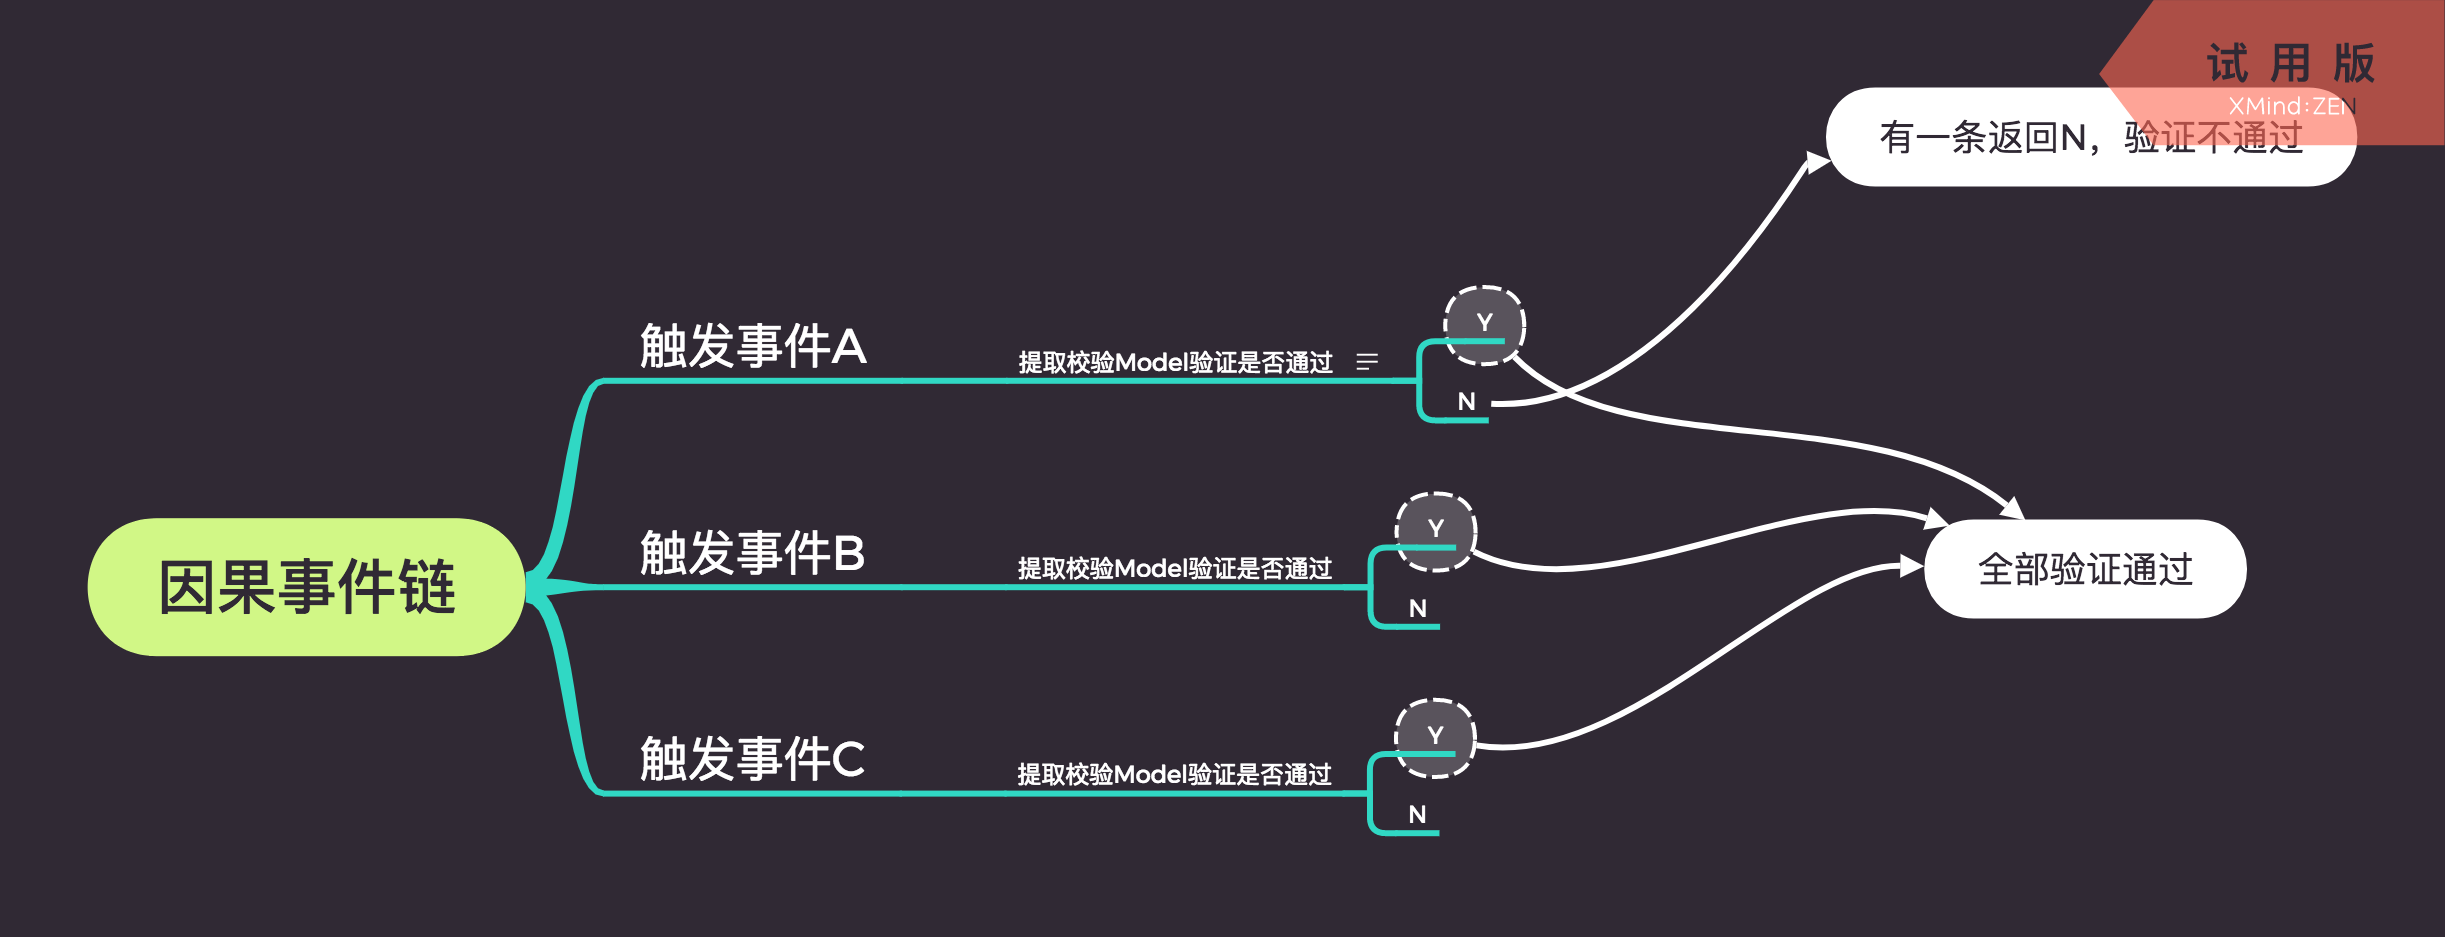 试用版
XMind:ZEN
有一条返回N，验证不通过
触发事件A
提取校验Model验证是否通过
Y
N
因果事件链
触发事件B
提取校验Model验证是否通过
Y
N
全部验证通过
触发事件C
提取校验Model验证是否通过
Y
N